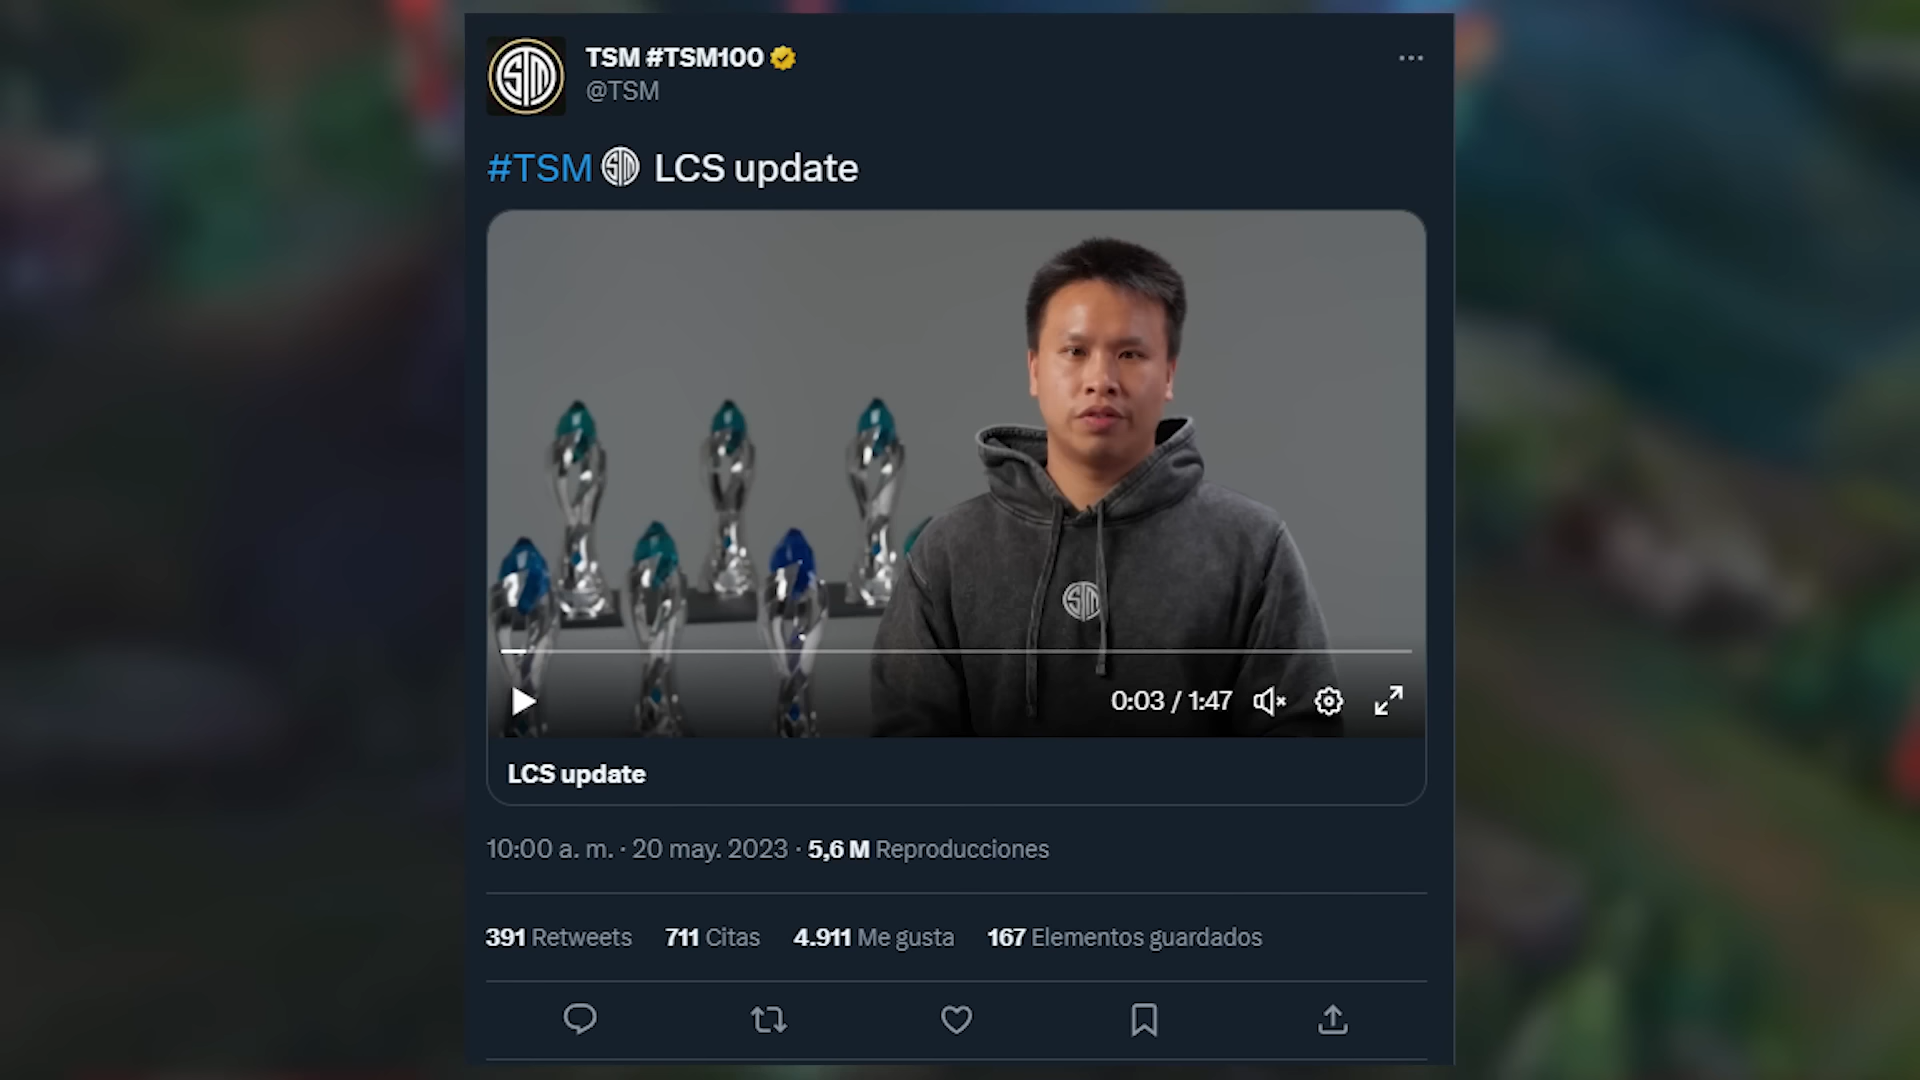 TSM #TSM100
@TSM
#TSM LCS update
0:03 / 1:47
LCS update
10:00 a. m. · 20 may. 2023 · 5,6 M Reproducciones
391 Retweets 711 Citas 4.911 Me gusta 167 Elementos guardados